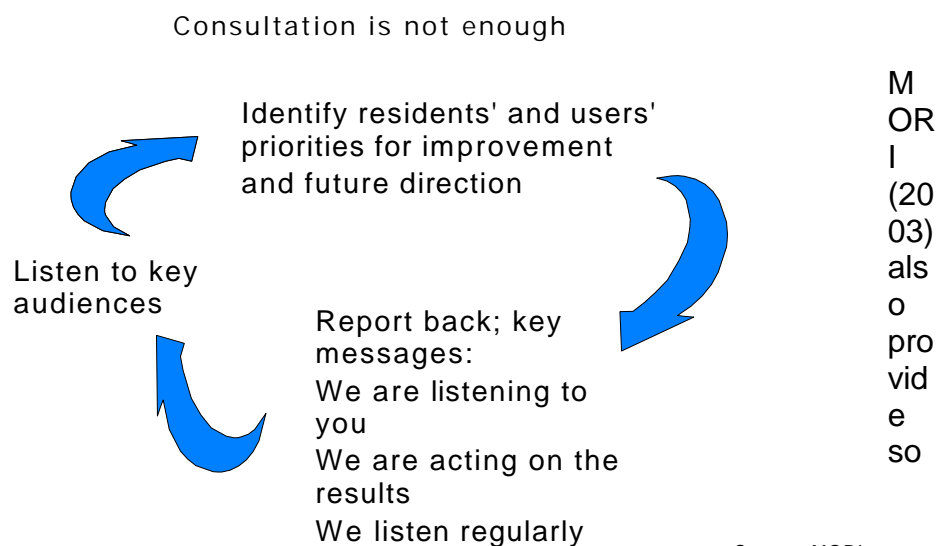 Consultation is not enough
Identify residents' and users'
priorities for improvement
and future direction
Listen to key
audiences
Report back; key
messages:
We are listening to
you
We are acting on the
results
We listen regularly
M
OR
I
(20
03)
als
o
pro
vid
e
so